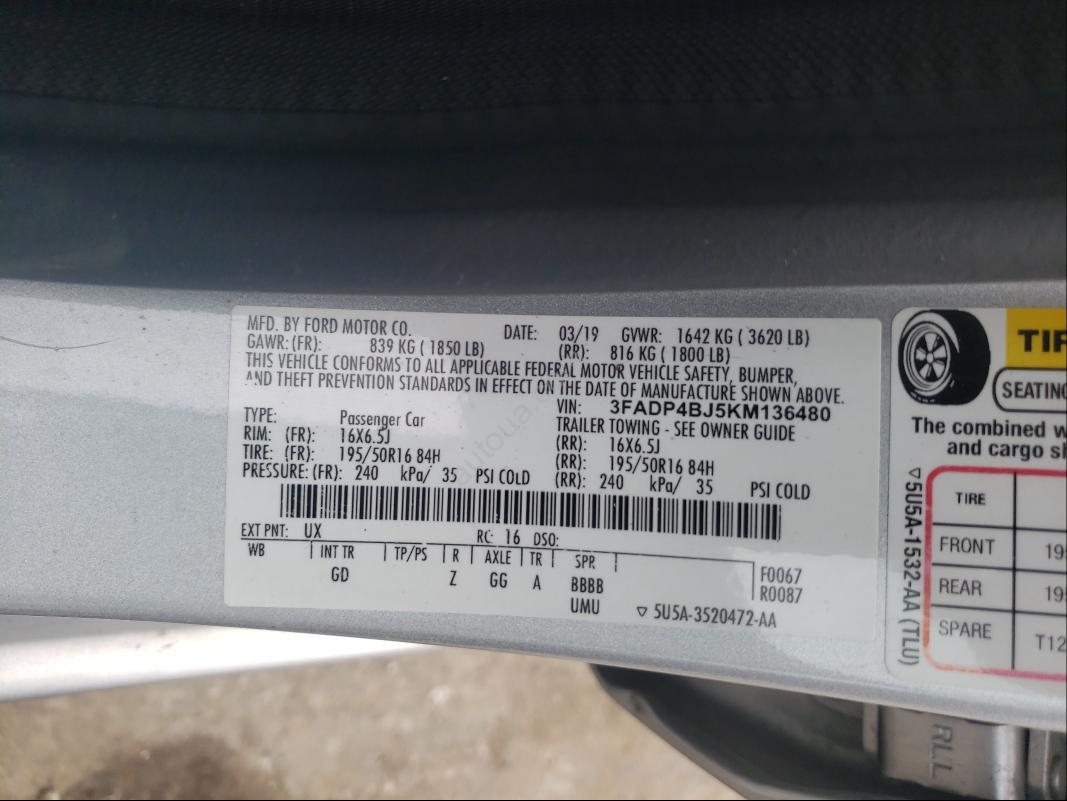 MFD. BY FORD MOTOR CO. DATE: 03/19 GVWR: 1642 KG ( 3620 LB)
GAWR: (FR): 839 KG ( 1850 LB) (RR): 816 KG ( 1800 LB)
THIS VEHICLE CONFORMS TO ALL APPLICABLE FEDERAL MOTOR VEHICLE SAFETY, BUMPER,
AND THEFT PREVENTION STANDARDS IN EFFECT ON THE DATE OF MANUFACTURE SHOWN ABOVE.
VIN: 3FADP4BJ5KM136480
TYPE: Passenger Car TRAILER TOWING - SEE OWNER GUIDE
RIM: (FR): 16X6.5J (RR): 16X6.5J
TIRE: (FR): 195/50R16 84H (RR): 195/50R16 84H
PRESSURE: (FR): 240 kPa/ 35 PSI COLD (RR): 240 kPa/ 35 PSI COLD
EXT PNT: UX RC: 16 DSO:
WB INT TR TP/PS R AXLE TR SPR
GD Z GG A BBBB F0067
UMU R0087
5U5A-3520472-AA
SEATING
The combined
and cargo
TIRE
FRONT
REAR
SPARE
5U5A-1532-AA (TLU)
RLL